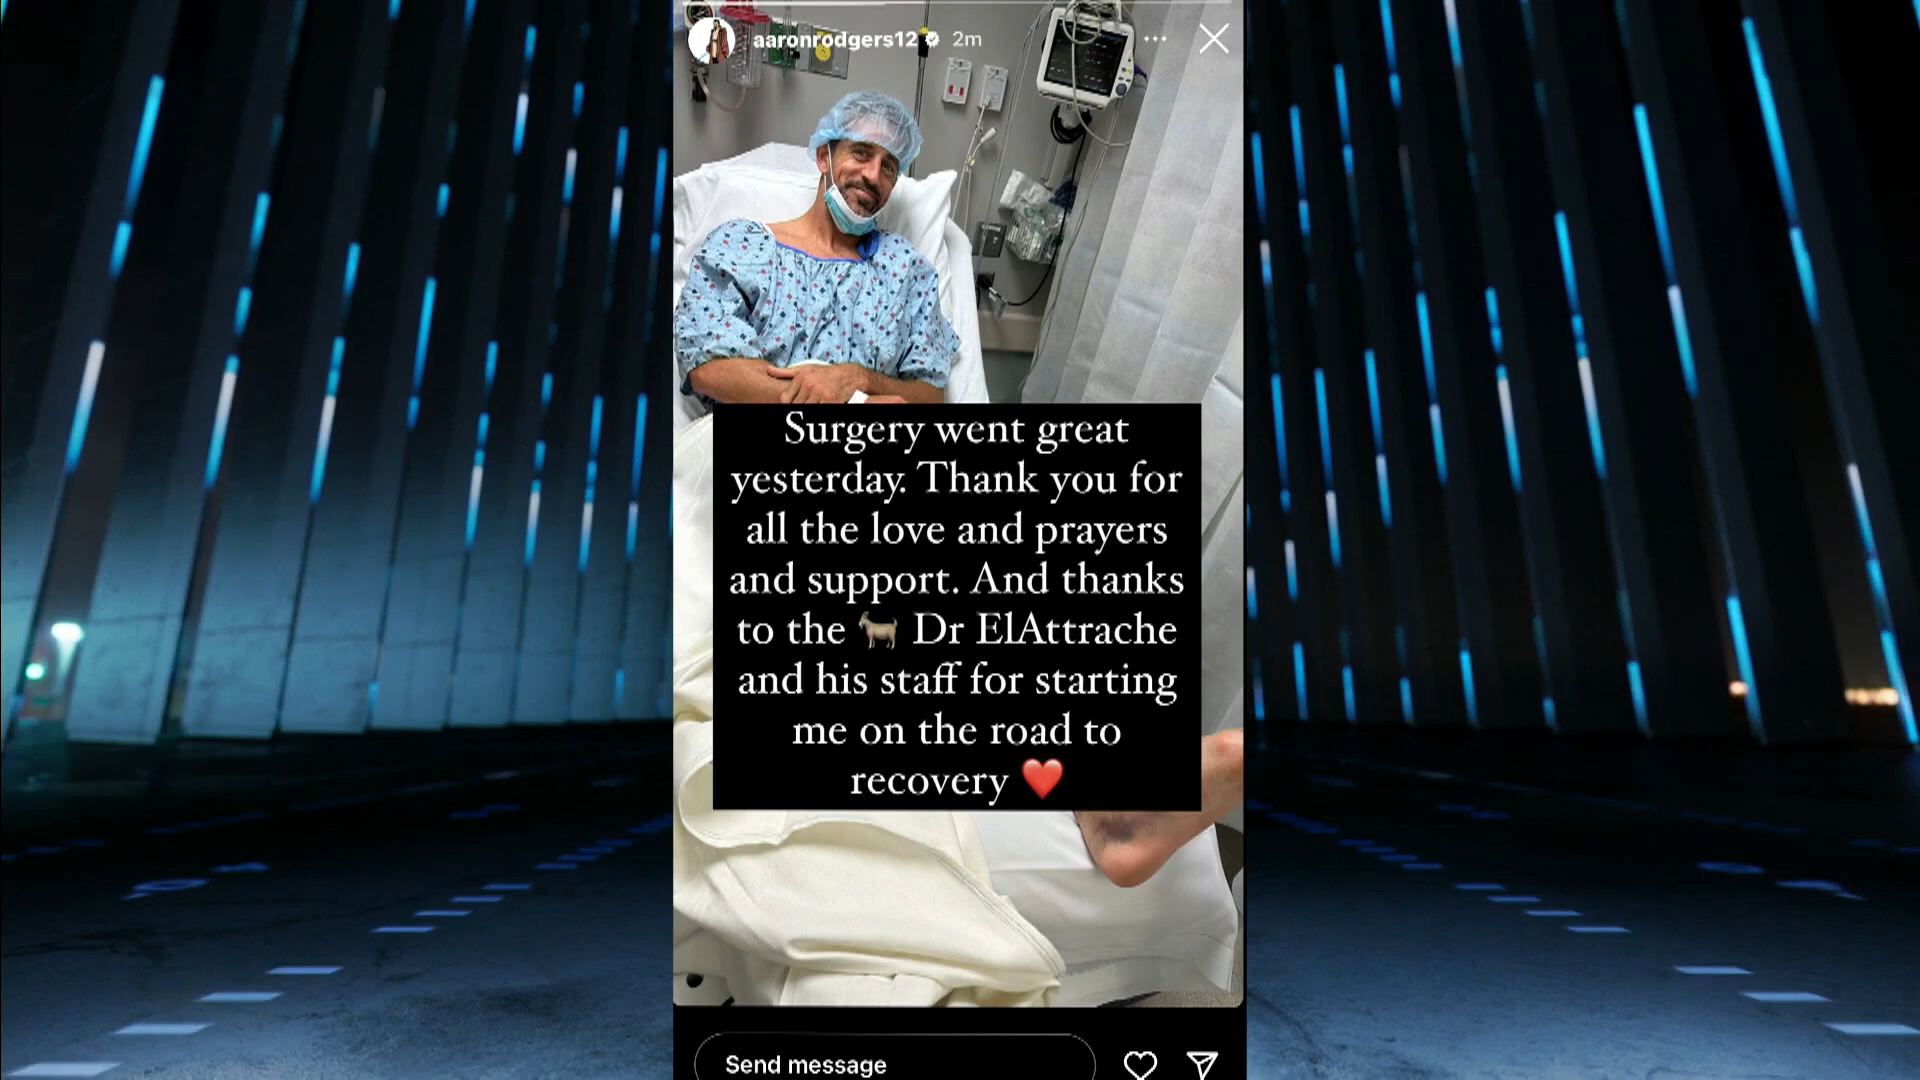 aaronrodgers12 2m
Surgery went great
yesterday. Thank you for
all the love and prayers
and support. And thanks
to the 🐐 Dr ElAttrache
and his staff for starting
me on the road to
recovery ❤️
Send message